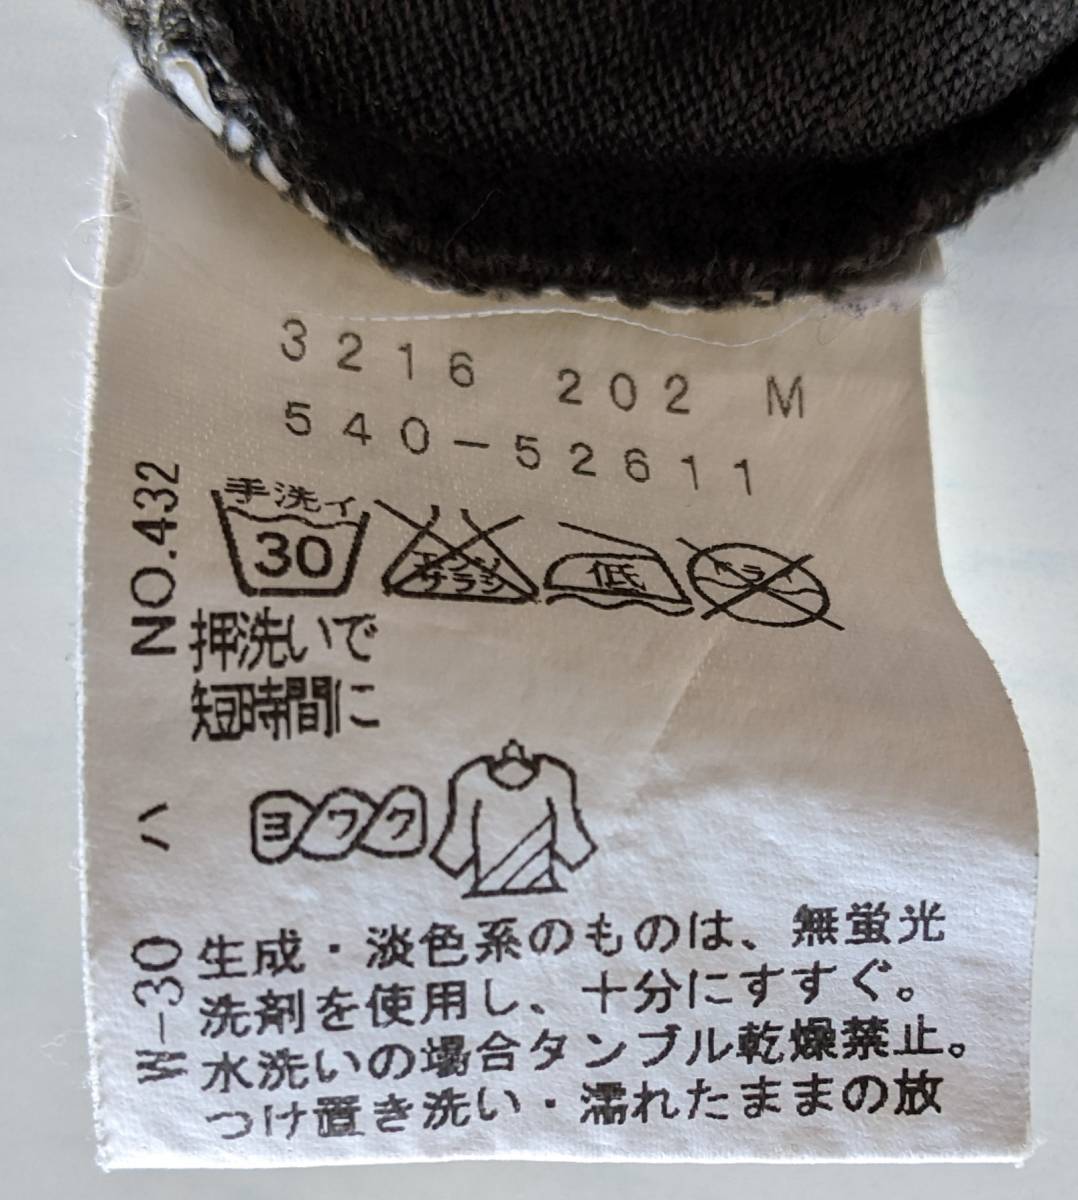 3216 202 M
540-52611
手洗イ
30
エンソ
サラシ
低
ドライ
押洗いで
短時間に
ヨワク
生成・淡色系のものは、無蛍光
洗剤を使用し、十分にすすぐ。
水洗いの場合タンブル乾燥禁止。
つけ置き洗い・濡れたままの放
NO.432
ハ
W-30